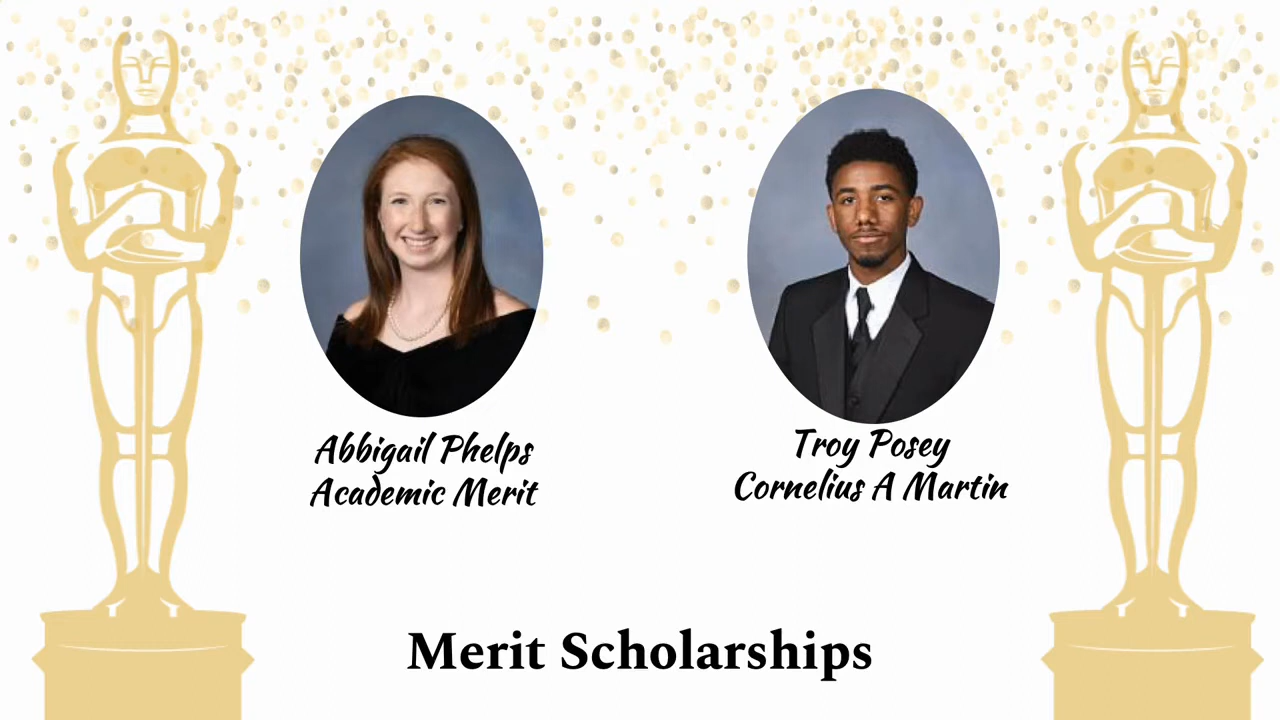 Abbigail Phelps
Academic Merit
Troy Posey
Cornelius A Martin
Merit Scholarships